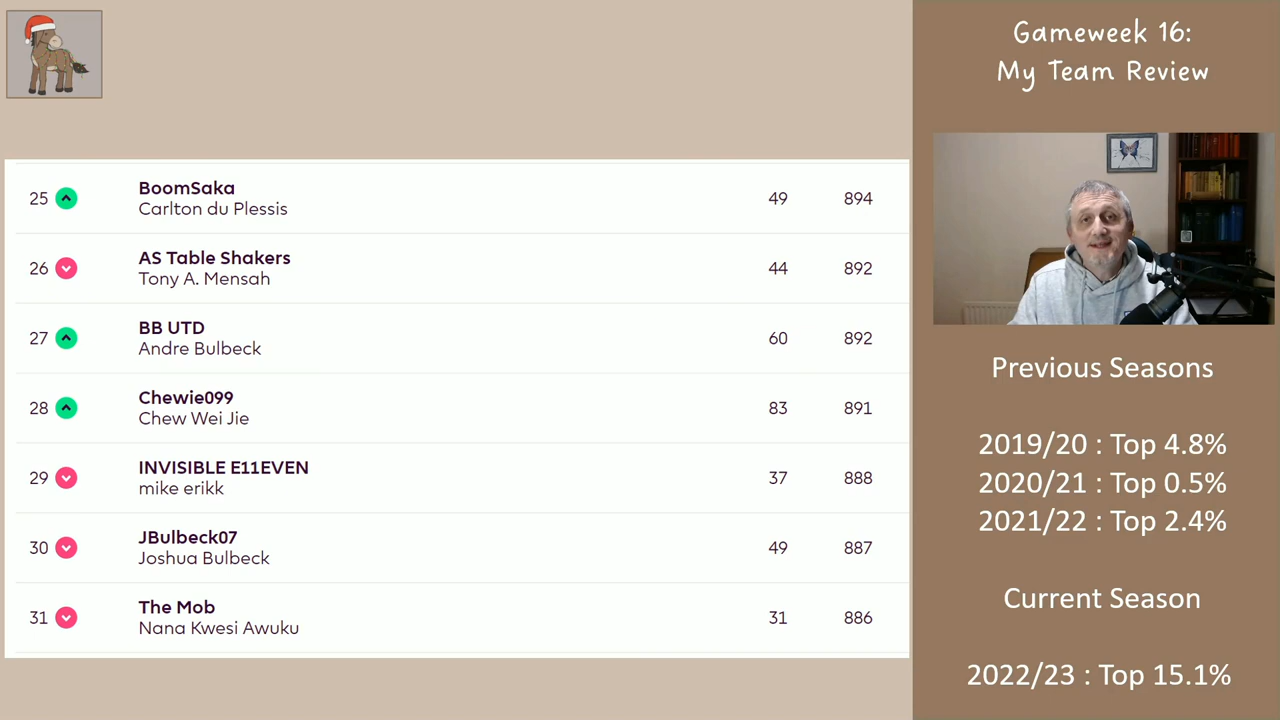 Gameweek 16:
My Team Review
25 BoomSaka 49 894
Carlton du Plessis
26 AS Table Shakers 44 892
Tony A. Mensah
27 BB UTD 60 892
Andre Bulbeck
28 Chewie099 83 891
Chew Wei Jie
29 INVISIBLE E11EVEN 37 888
mike erikk
30 JBulbeck07 49 887
Joshua Bulbeck
31 The Mob 31 886
Nana Kwesi Awuku
Previous Seasons
2019/20 : Top 4.8%
2020/21 : Top 0.5%
2021/22 : Top 2.4%
Current Season
2022/23 : Top 15.1%